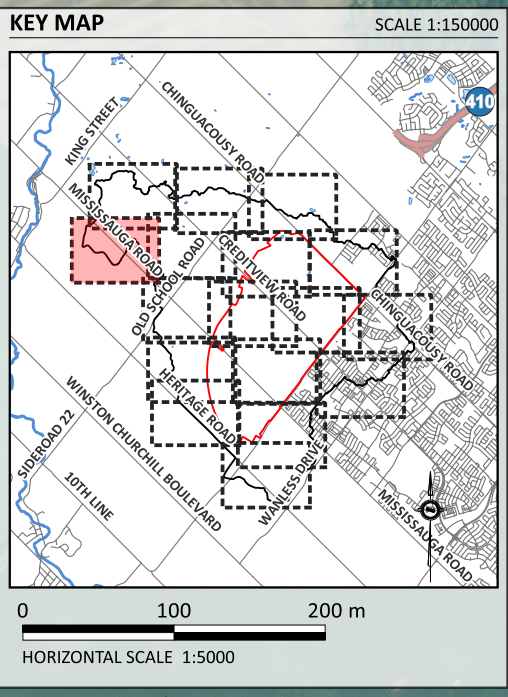 KEY MAP
SCALE 1:150000
410
CHINGUACOUSY ROAD
KING STREET
MISSISSAUGA ROAD
OLD SCHOOL ROAD
CREDITVIEW ROAD
CHINGUACOUSY ROAD
HERITAGE ROAD
WINSTON CHURCHILL BOULEVARD
SIDEROAD 22
10TH LINE
WANLESS DRIVE
MISSISSAUGA ROAD
0 100 200 m
HORIZONTAL SCALE 1:5000